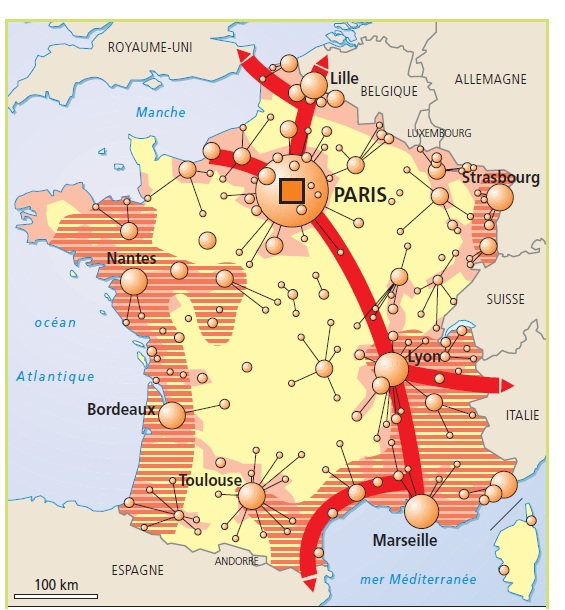 ROYAUME-UNI
Lille
BELGIQUE
ALLEMAGNE
Manche
LUXEMBOURG
Strasbourg
PARIS
Nantes
SUISSE
océan
Atlantique
Lyon
Bordeaux
ITALIE
Toulouse
Marseille
ESPAGNE
ANDORRE
mer Méditerranée
100 km